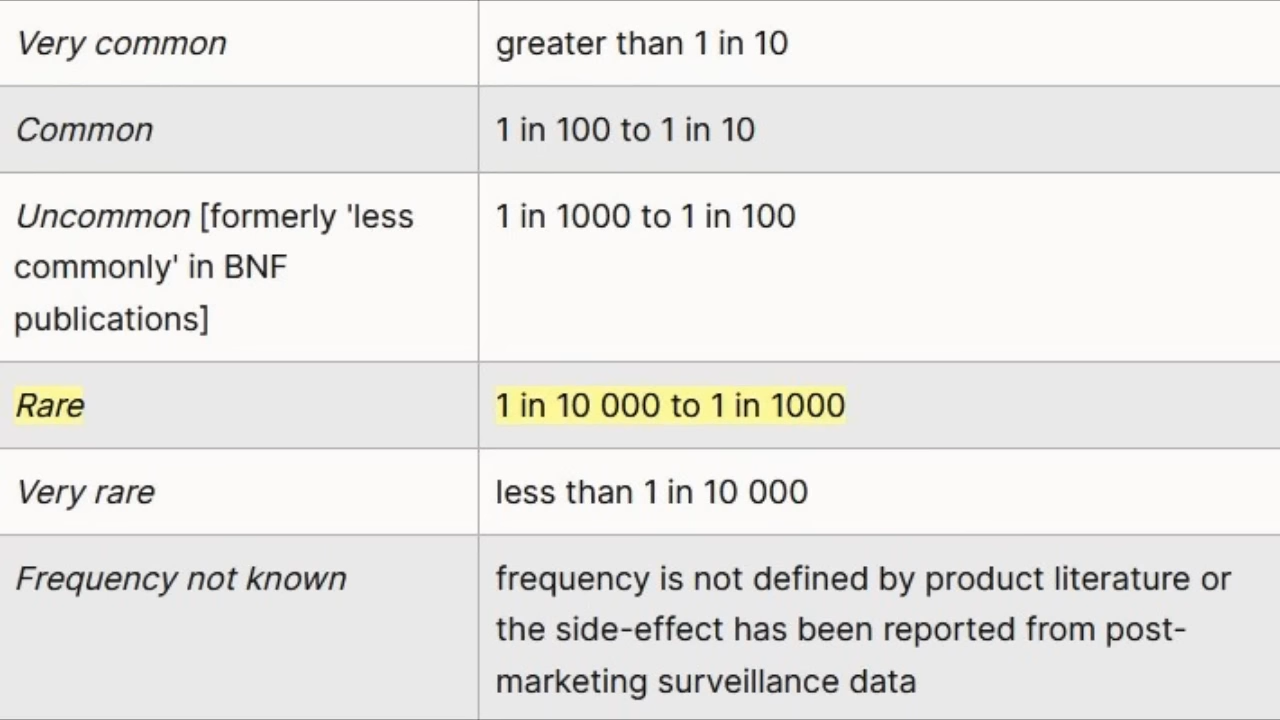 Very common
greater than 1 in 10
Common
1 in 100 to 1 in 10
Uncommon [formerly 'less
commonly' in BNF
publications]
1 in 1000 to 1 in 100
Rare
1 in 10 000 to 1 in 1000
Very rare
less than 1 in 10 000
Frequency not known
frequency is not defined by product literature or
the side-effect has been reported from post-
marketing surveillance data